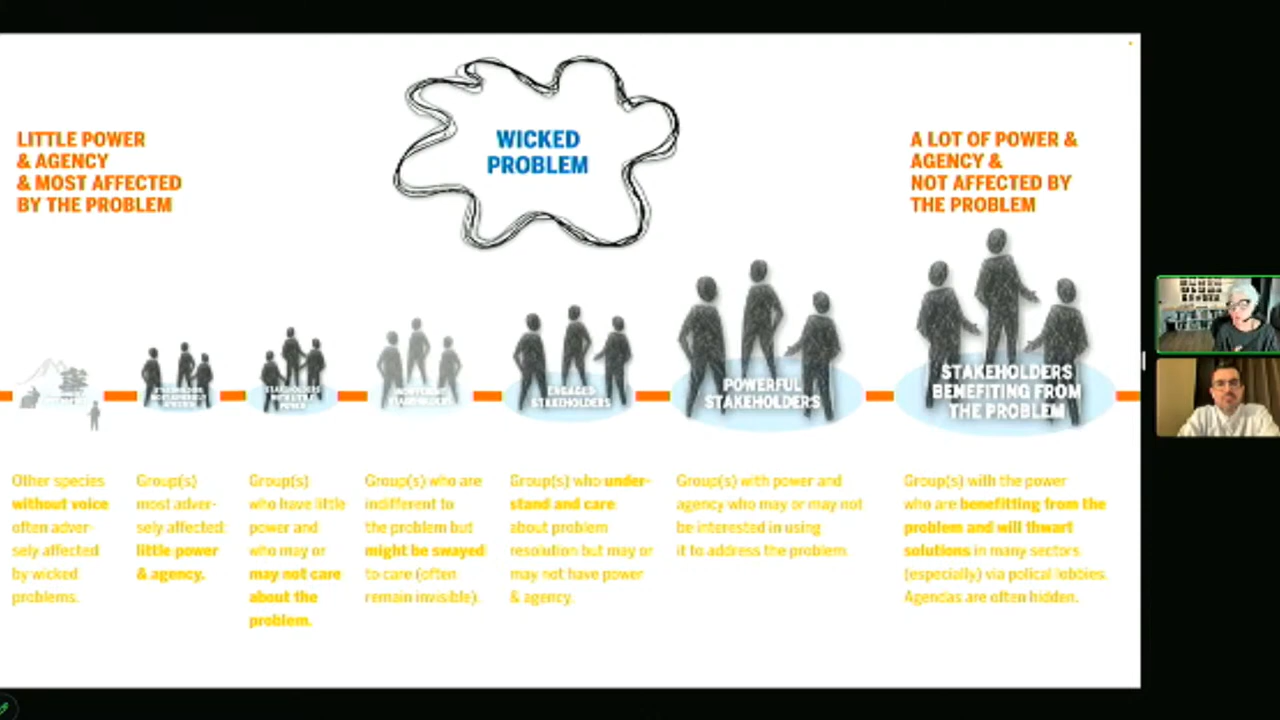 WICKED
PROBLEM
LITTLE POWER
& AGENCY
& MOST AFFECTED
BY THE PROBLEM
A LOT OF POWER &
AGENCY &
NOT AFFECTED BY
THE PROBLEM
STAKEHOLDERS
WITH LITTLE
POWER
INDIFFERENT
STAKEHOLDERS
ENGAGED
STAKEHOLDERS
POWERFUL
STAKEHOLDERS
STAKEHOLDERS
BENEFITING FROM
THE PROBLEM
Other species
without voice
often adver-
sely affected
by wicked
problems.
Group(s)
most adver-
sely affected:
little power
& agency.
Group(s)
who have little
power and
who may or
may not care
about the
problem.
Group(s) who are
indifferent to
the problem but
might be swayed
to care (often
remain invisible).
Group(s) who under-
stand and care
about problem
resolution but may or
may not have power
& agency.
Group(s) with power and
agency who may or may not
be interested in using
it to address the problem.
Group(s) with the power
who are benefitting from the
problem and will thwart
solutions in many sectors
(especially) via polical lobbies.
Agendas are often hidden.